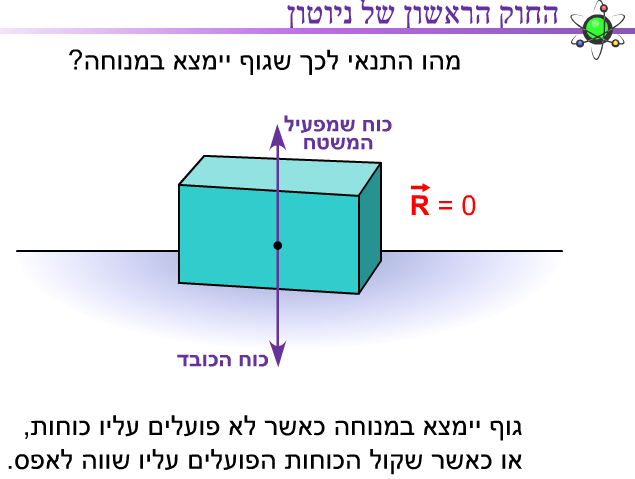 החוק הראשון של ניוטון
מהו התנאי לכך שגוף יימצא במנוחה?
כוח שמפעיל
המשטח
R = 0
כוח הכובד
גוף יימצא במנוחה כאשר לא פועלים עליו כוחות,
או כאשר שקול הכוחות הפועלים עליו שווה לאפס.